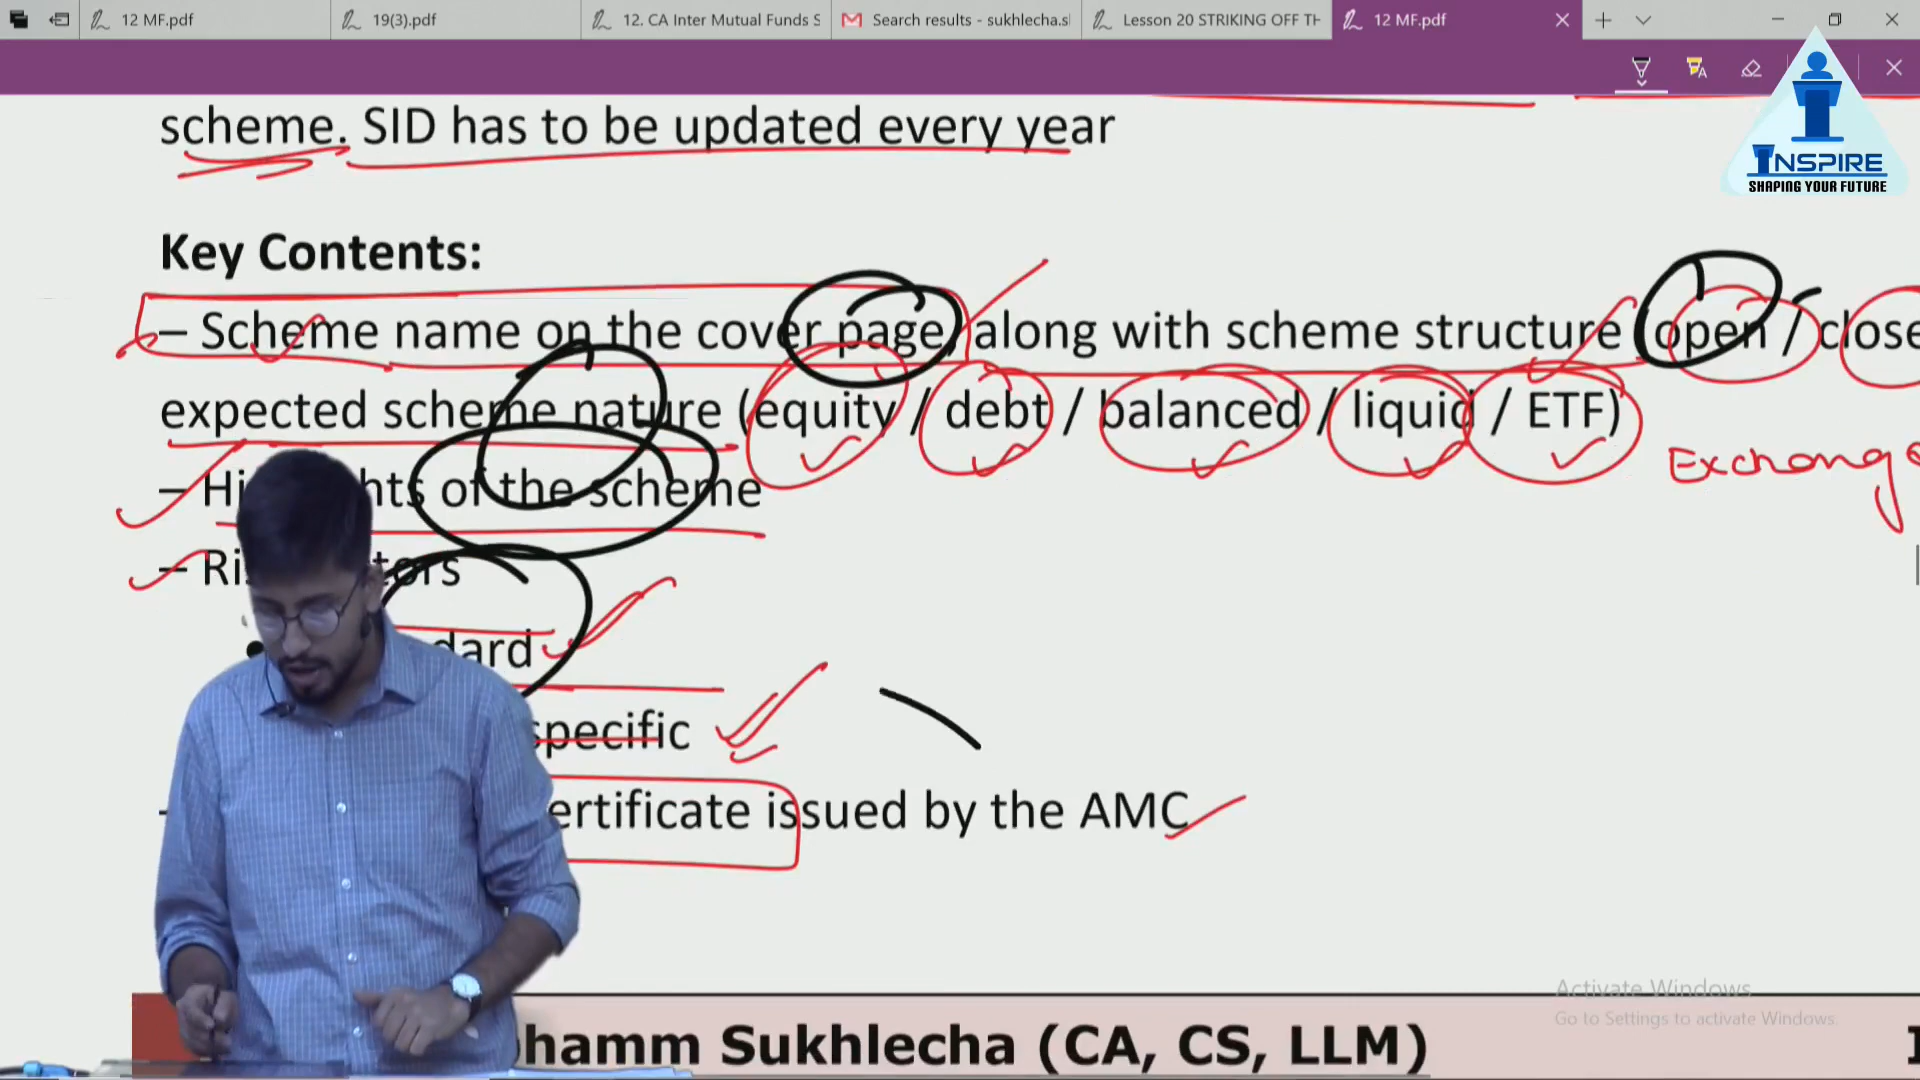 12 MF.pdf
19(3).pdf
12. CA Inter Mutual Funds S
Search results - sukhlecha.s
Lesson 20 STRIKING OFF TH
12 MF.pdf
INSPIRE
SHAPING YOUR FUTURE
scheme. SID has to be updated every year
Key Contents:
– Scheme name on the cover page, along with scheme structure (open / close
expected scheme nature (equity / debt / balanced / liquid / ETF)
Exchang
– Hi hts of the scheme
– Ri tors
dard
specific
ertificate issued by the AMC
Activate Windows
Go to Settings to activate Windows.
hamm Sukhlecha (CA, CS, LLM)